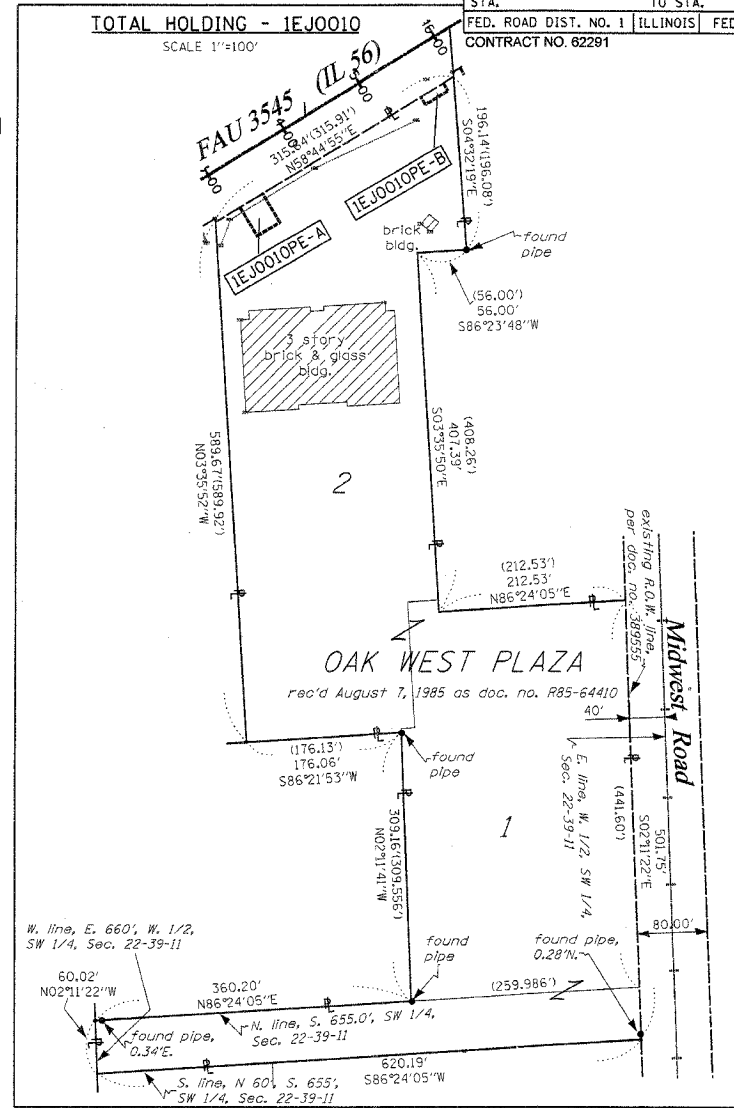 TOTAL HOLDING - 1EJ0010
SCALE 1"=100'
STA. TO STA.
FED. ROAD DIST. NO. 1 ILLINOIS FED
CONTRACT NO. 62291
FAU 3545 (IL 56)
16+00
4+00
315.84'(315.91')
N58°44'55"E
196.14'(196.08')
S04°32'19"E
1EJ0010PE-B
1EJ0010PE-A
brick
bldg.
found
pipe
(56.00')
56.00'
S86°23'48"W
3 story
brick & glass
bldg.
589.67'(589.92')
N03°35'52"W
(408.26')
407.39'
S03°35'50"E
2
(212.53')
212.53'
N86°24'05"E
existing R.O.W. line,
per doc. no. 389555
Midwest Road
OAK WEST PLAZA
rec'd August 7, 1985 as doc. no. R85-64410
40'
(176.13')
176.06'
S86°21'53"W
found
pipe
E. line, W. 1/2, SW 1/4,
Sec. 22-39-11
1
(441.60')
501.75'
S02°11'22"E
309.16'(309.556')
N02°11'41"W
80.00'
W. line, E. 660', W. 1/2,
SW 1/4, Sec. 22-39-11
60.02'
N02°11'22"W
found
pipe
found pipe,
0.28'N.
360.20'
N86°24'05"E
(259.986')
N. line, S. 655.0', SW 1/4,
Sec. 22-39-11
found pipe,
0.34'E.
620.19'
S86°24'05"W
S. line, N 60', S. 655',
SW 1/4, Sec. 22-39-11